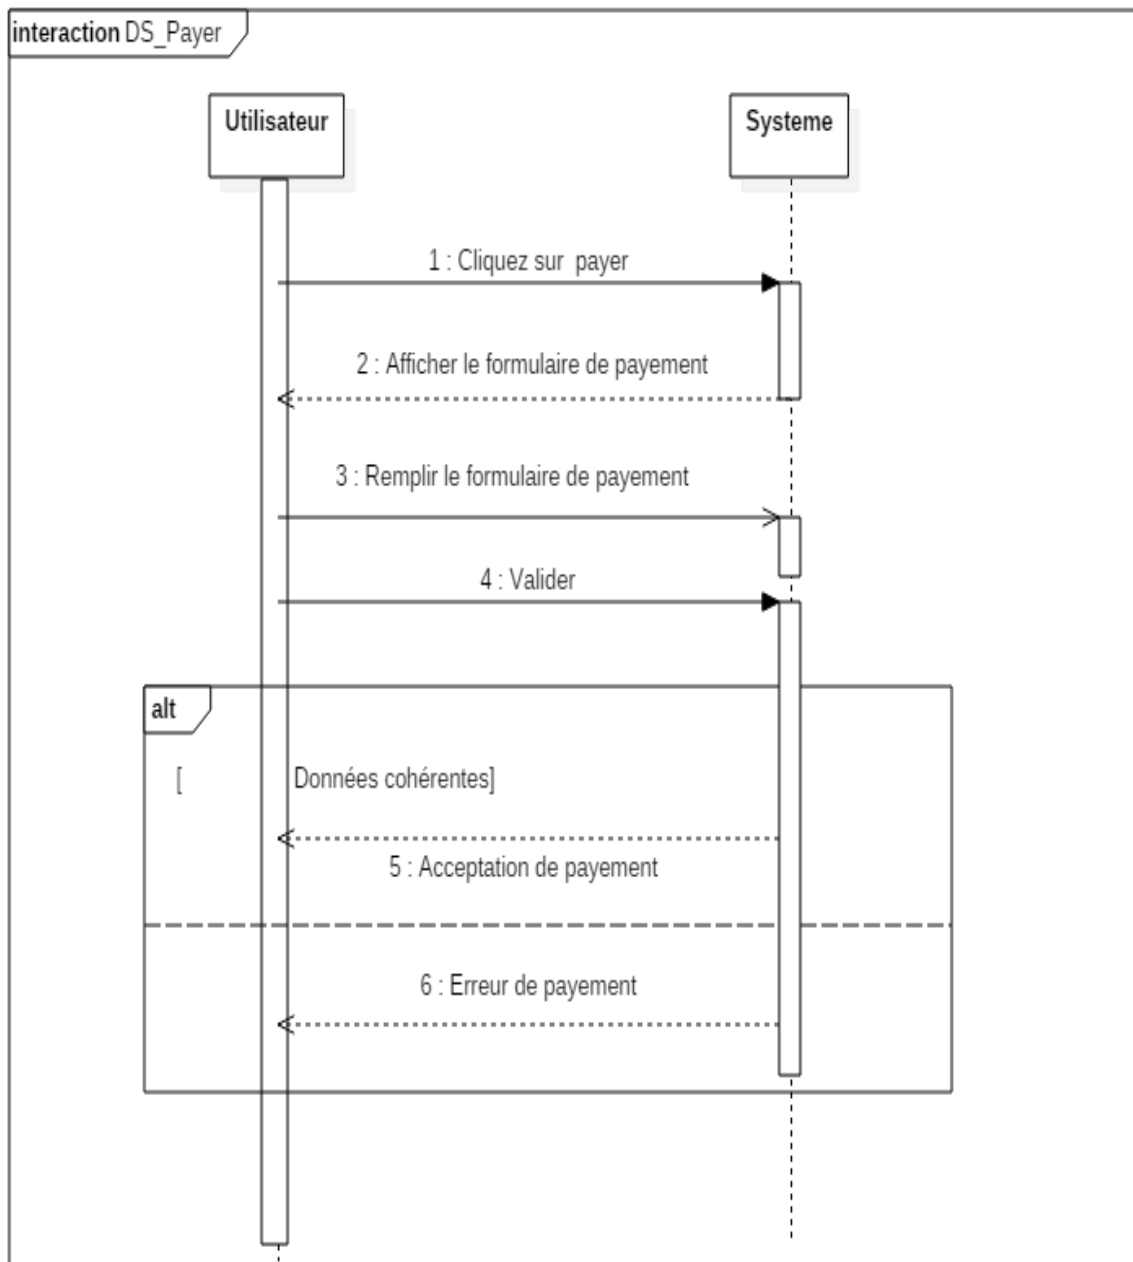 interaction DS_Payer
Utilisateur
Systeme
1 : Cliquez sur  payer
2 : Afficher le formulaire de payement
3 : Remplir le formulaire de payement
4 : Valider
alt
[ Données cohérentes]
5 : Acceptation de payement
6 : Erreur de payement